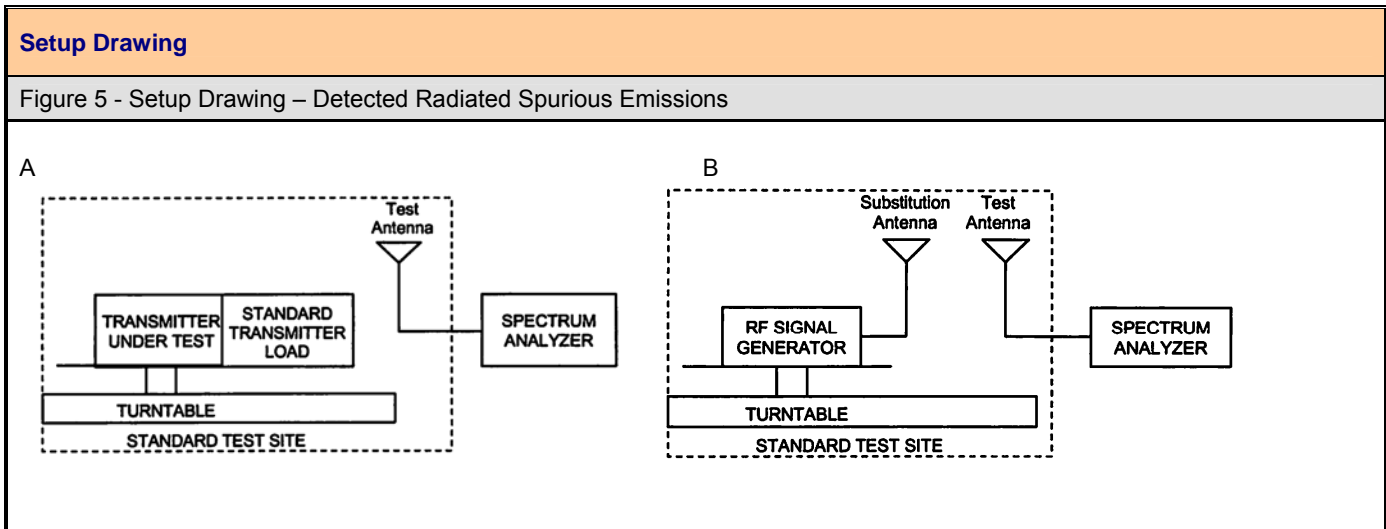 Setup Drawing
Figure 5 - Setup Drawing – Detected Radiated Spurious Emissions
A
Test
Antenna
TRANSMITTER
UNDER TEST
STANDARD
TRANSMITTER
LOAD
SPECTRUM
ANALYZER
TURNTABLE
STANDARD TEST SITE
B
Substitution
Antenna
Test
Antenna
RF SIGNAL
GENERATOR
SPECTRUM
ANALYZER
TURNTABLE
STANDARD TEST SITE